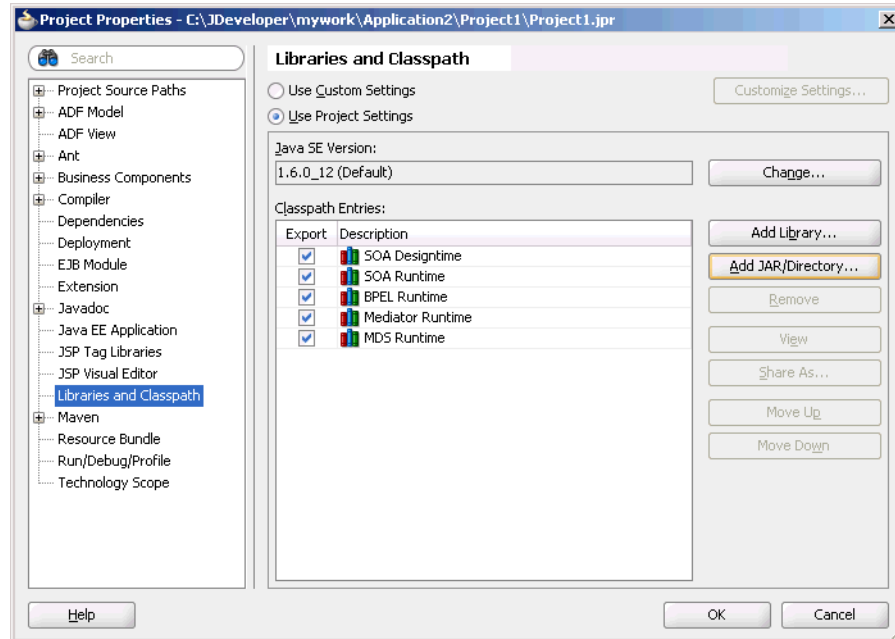 Project Properties - C:\JDeveloper\mywork\Application2\Project1\Project1.jpr
Search
Project Source Paths
ADF Model
ADF View
Ant
Business Components
Compiler
Dependencies
Deployment
EJB Module
Extension
Javadoc
Java EE Application
JSP Tag Libraries
JSP Visual Editor
Libraries and Classpath
Maven
Resource Bundle
Run/Debug/Profile
Technology Scope
Libraries and Classpath
Use Custom Settings
Customize Settings...
Use Project Settings
Java SE Version:
1.6.0_12 (Default)
Change...
Classpath Entries:
Export Description
SOA Designtime
SOA Runtime
BPEL Runtime
Mediator Runtime
MDS Runtime
Add Library...
Add JAR/Directory...
Remove
View
Share As...
Move Up
Move Down
Help
OK
Cancel